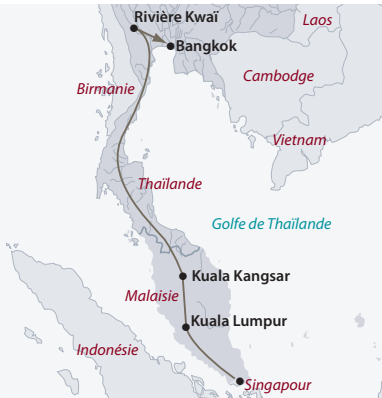 Rivière Kwaï
Laos
Bangkok
Cambodge
Birmanie
Vietnam
Thaïlande
Golfe de Thaïlande
Kuala Kangsar
Malaisie
Kuala Lumpur
Indonésie
Singapour